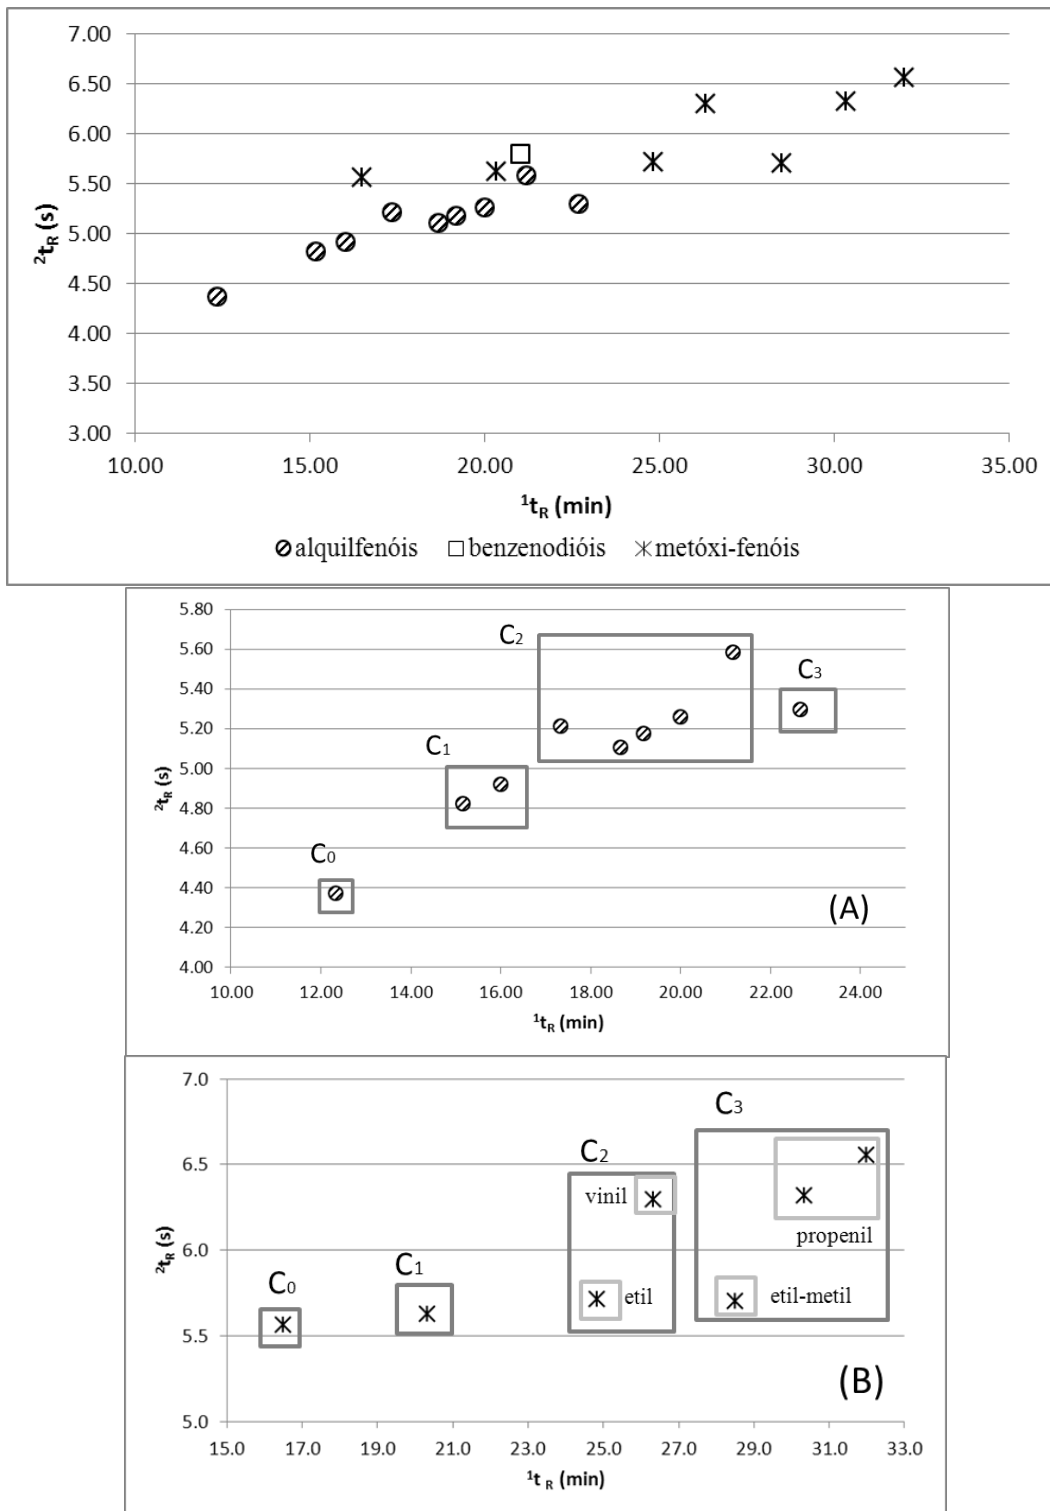 7.00
6.50
6.00
5.50
5.00
4.50
4.00
3.50
3.00
²tR (s)
10.00 15.00 20.00 25.00 30.00 35.00
¹tR (min)
alquilfenóis benzenodióis metóxi-fenóis
5.80
5.60
5.40
5.20
5.00
4.80
4.60
4.40
4.20
4.00
²tR (s)
C0
C1
C2
C3
(A)
10.00 12.00 14.00 16.00 18.00 20.00 22.00 24.00
¹tR (min)
7.0
6.5
6.0
5.5
5.0
²tR (s)
C0
C1
C2
vinil
etil
C3
propenil
etil-metil
(B)
15.0 17.0 19.0 21.0 23.0 25.0 27.0 29.0 31.0 33.0
¹t R (min)